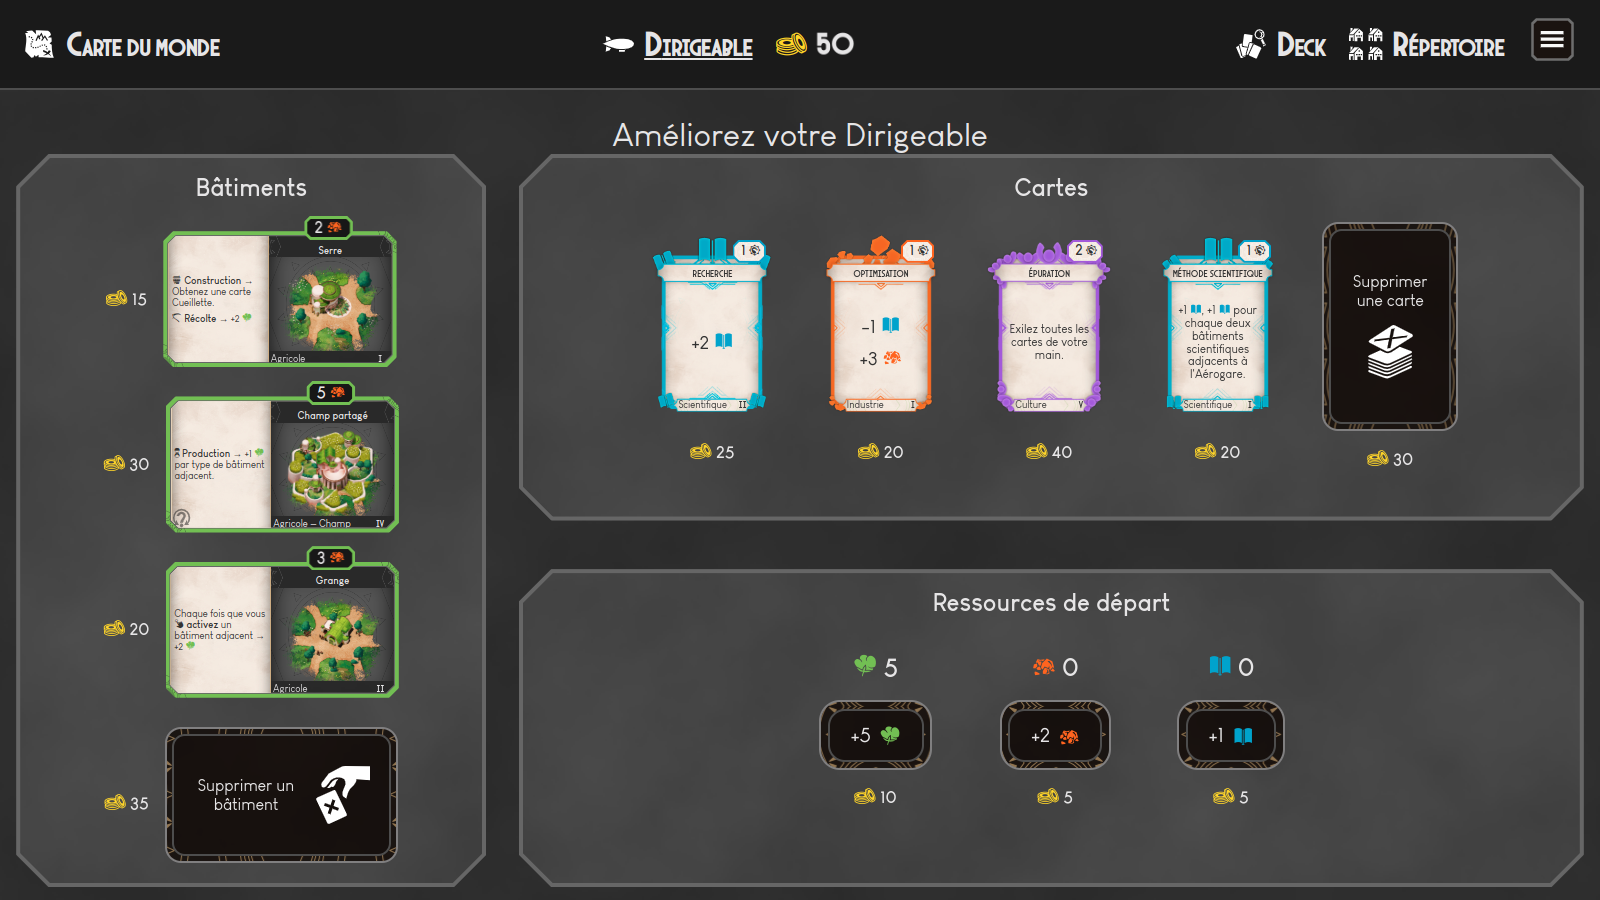 Carte du monde
Dirigeable
50
Deck
Répertoire
Améliorez votre Dirigeable
Bâtiments
15
2
Serre
Construction →
Obtenez une carte
Cueillette.
Récolte → +2
Agricole I
30
5
Champ partagé
Production → +1
par type de bâtiment
adjacent.
Agricole – Champ IV
20
3
Grange
Chaque fois que vous
activez un
bâtiment adjacent →
+2
Agricole II
35
Supprimer un
bâtiment
Cartes
1
RECHERCHE
+2
Scientifique II
25
1
OPTIMISATION
-1
+3
Industrie I
20
2
ÉPURATION
Exilez toutes les
cartes de votre
main.
Culture V
40
1
MÉTHODE SCIENTIFIQUE
+1 , +1 pour
chaque deux
bâtiments
scientifiques
adjacents à
l'Aérogare.
Scientifique I
20
Supprimer
une carte
30
Ressources de départ
5
0
0
+5
+2
+1
10
5
5